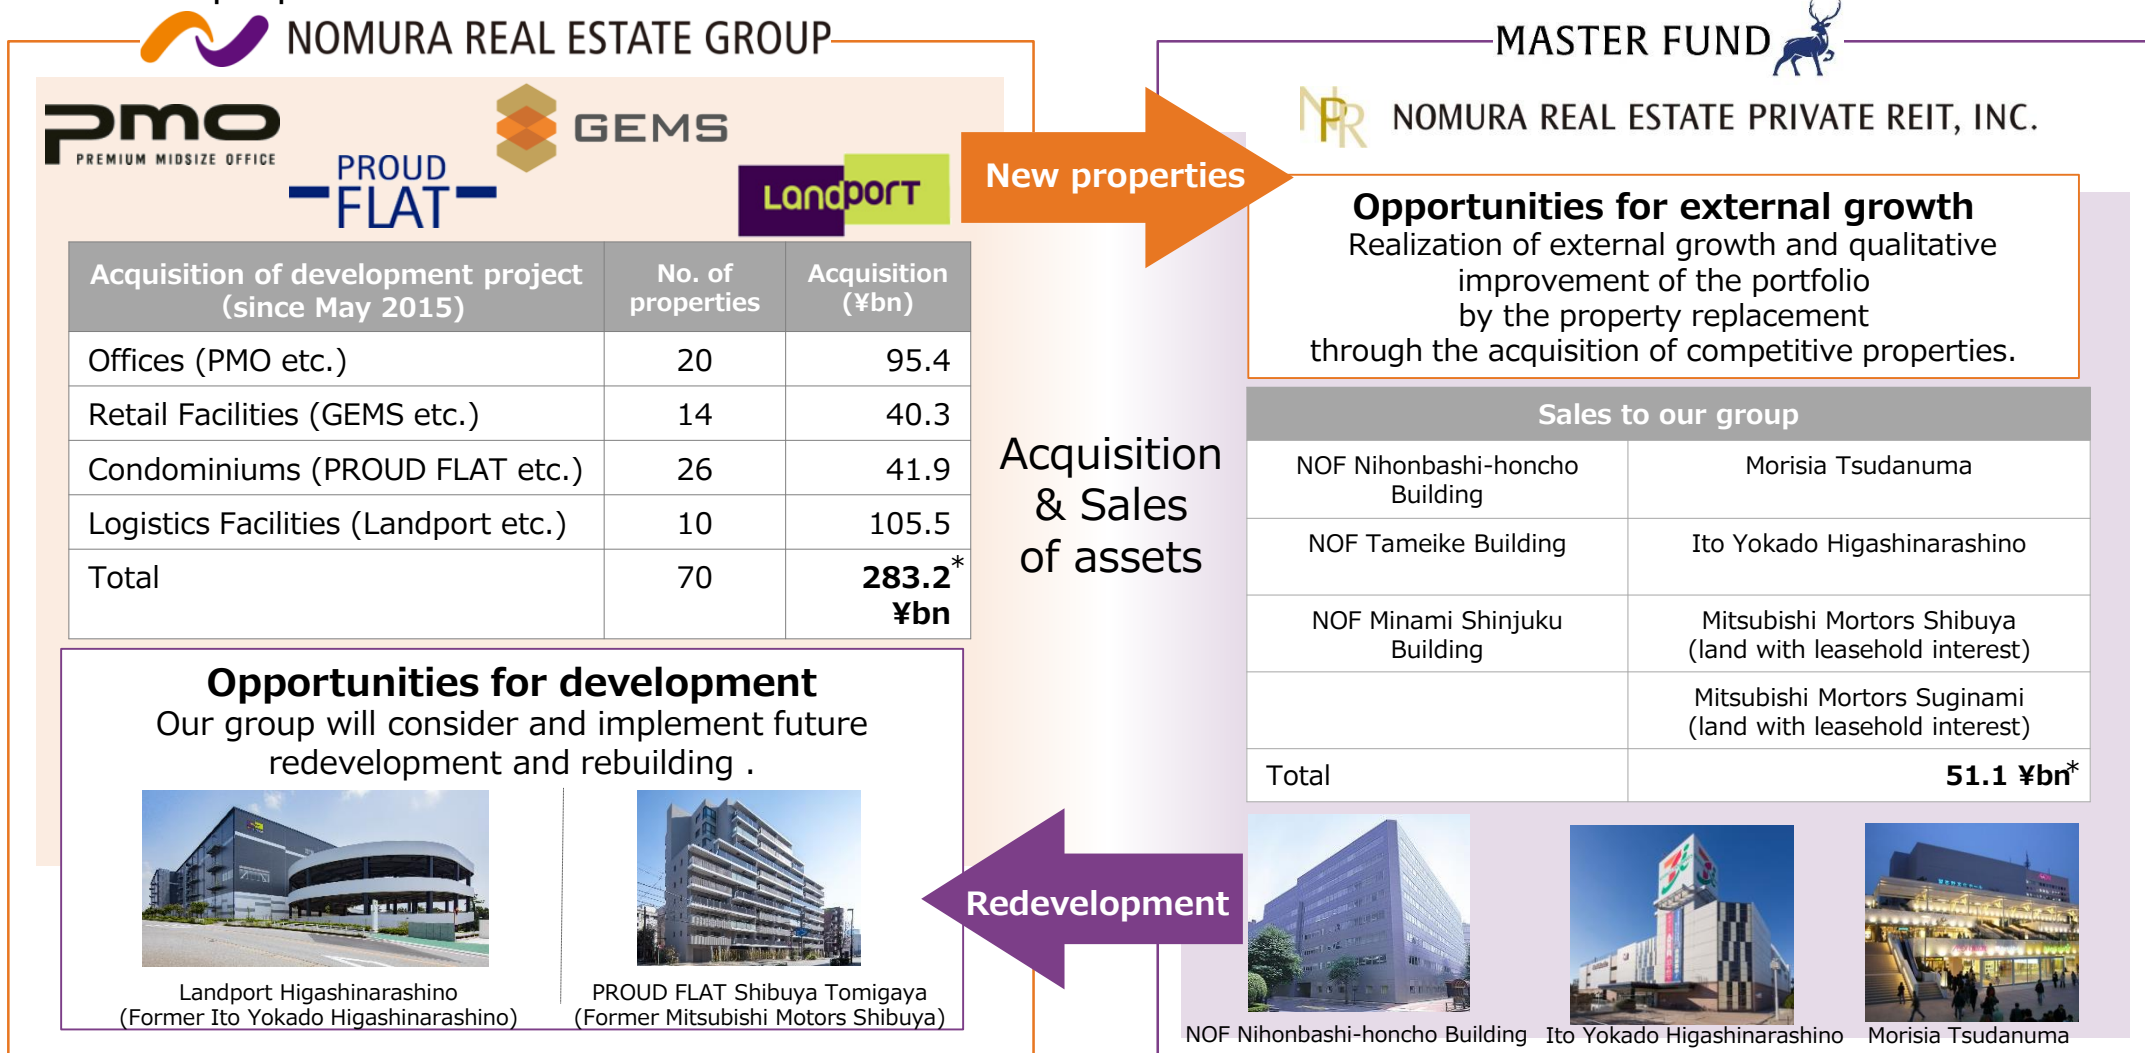 NOMURA REAL ESTATE GROUP
PMO
PREMIUM MIDSIZE OFFICE
PROUD
FLAT
GEMS
Landport
Acquisition of development project
(since May 2015)
No. of
properties
Acquisition
(¥bn)
Offices (PMO etc.)
20
95.4
Retail Facilities (GEMS etc.)
14
40.3
Condominiums (PROUD FLAT etc.)
26
41.9
Logistics Facilities (Landport etc.)
10
105.5
Total
70
283.2*
¥bn
Opportunities for development
Our group will consider and implement future
redevelopment and rebuilding .
Landport Higashinarashino
(Former Ito Yokado Higashinarashino)
PROUD FLAT Shibuya Tomigaya
(Former Mitsubishi Motors Shibuya)
New properties
Acquisition
& Sales
of assets
Redevelopment
MASTER FUND
NPR
NOMURA REAL ESTATE PRIVATE REIT, INC.
Opportunities for external growth
Realization of external growth and qualitative
improvement of the portfolio
by the property replacement
through the acquisition of competitive properties.
Sales to our group
NOF Nihonbashi-honcho
Building
Morisia Tsudanuma
NOF Tameike Building
Ito Yokado Higashinarashino
NOF Minami Shinjuku
Building
Mitsubishi Mortors Shibuya
(land with leasehold interest)
Mitsubishi Mortors Suginami
(land with leasehold interest)
Total
51.1 ¥bn*
NOF Nihonbashi-honcho Building
Ito Yokado Higashinarashino
Morisia Tsudanuma